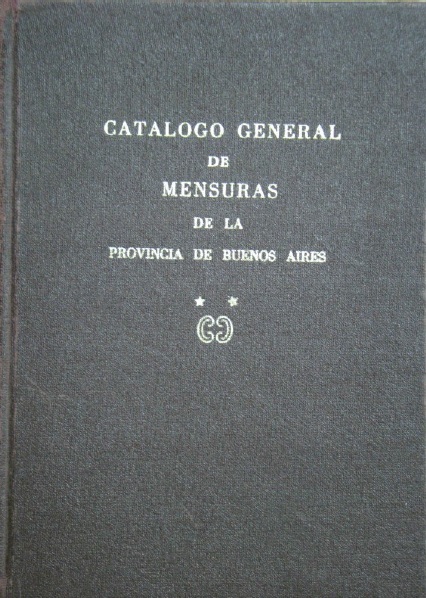 CATALOGO GENERAL
DE
MENSURAS
DE LA
PROVINCIA DE BUENOS AIRES